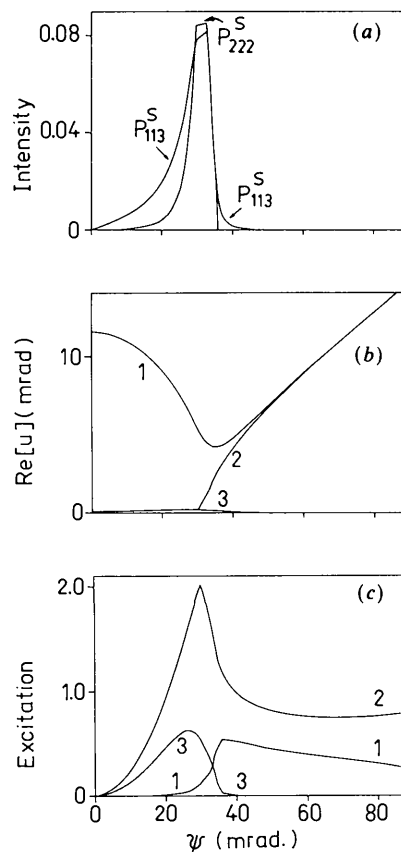 0.08
(a)
P^S_222
Intensity
P^S_113
0.04
P^S_113
0
(b)
Re[u](mrad)
10
1
2
3
0
2.0
(c)
Excitation
2
1.0
3
1
1
3
0
0 20 40 60 80
ψ (mrad.)